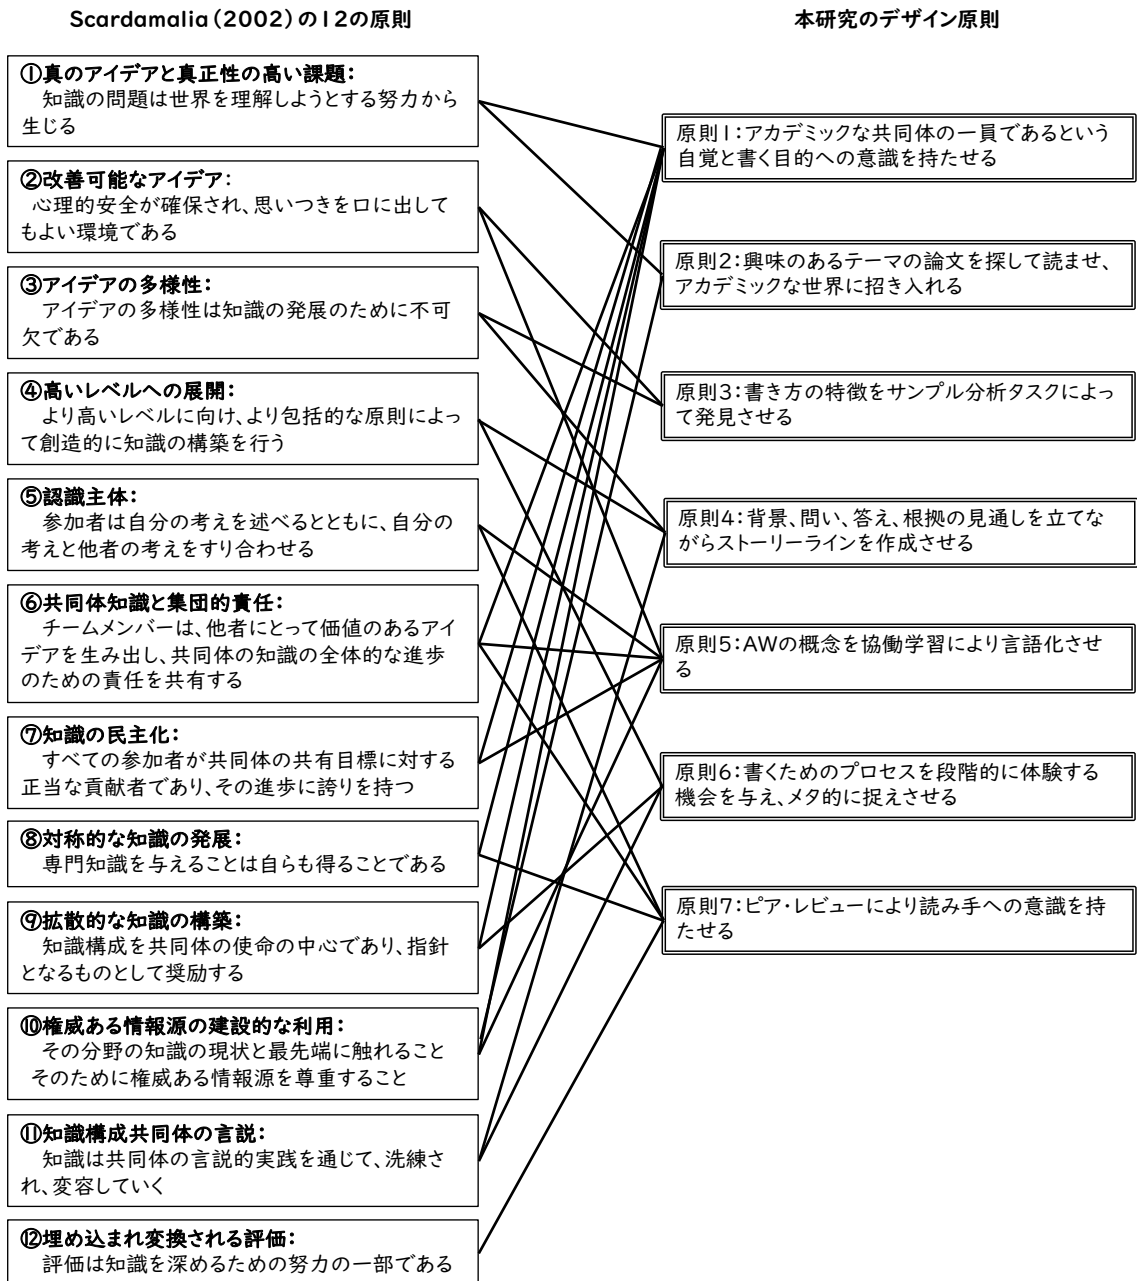 Scardamalia(2002)の12の原則
本研究のデザイン原則
①真のアイデアと真正性の高い課題:
知識の問題は世界を理解しようとする努力から
生じる
②改善可能なアイデア:
心理的安全が確保され、思いつきを口に出して
もよい環境である
③アイデアの多様性:
アイデアの多様性は知識の発展のために不可
欠である
④高いレベルへの展開:
より高いレベルに向け、より包括的な原則によっ
て創造的に知識の構築を行う
⑤認識主体:
参加者は自分の考えを述べるとともに、自分の
考えと他者の考えをすり合わせる
⑥共同体知識と集団的責任:
チームメンバーは、他者にとって価値のあるアイ
デアを生み出し、共同体の知識の全体的な進歩
のための責任を共有する
⑦知識の民主化:
すべての参加者が共同体の共有目標に対する
正当な貢献者であり、その進歩に誇りを持つ
⑧対称的な知識の発展:
専門知識を与えることは自らも得ることである
⑨拡散的な知識の構築:
知識構成を共同体の使命の中心であり、指針
となるものとして奨励する
⑩権威ある情報源の建設的な利用:
その分野の知識の現状と最先端に触れること
そのために権威ある情報源を尊重すること
⑪知識構成共同体の言説:
知識は共同体の言説的実践を通じて、洗練さ
れ、変容していく
⑫埋め込まれ変換される評価:
評価は知識を深めるための努力の一部である
原則1:アカデミックな共同体の一員であるという
自覚と書く目的への意識を持たせる
原則2:興味のあるテーマの論文を探して読ませ、
アカデミックな世界に招き入れる
原則3:書き方の特徴をサンプル分析タスクによっ
て発見させる
原則4:背景、問い、答え、根拠の見通しを立てな
がらストーリーラインを作成させる
原則5:AWの概念を協働学習により言語化させ
る
原則6:書くためのプロセスを段階的に体験する
機会を与え、メタ的に捉えさせる
原則7:ピア・レビューにより読み手への意識を持
たせる